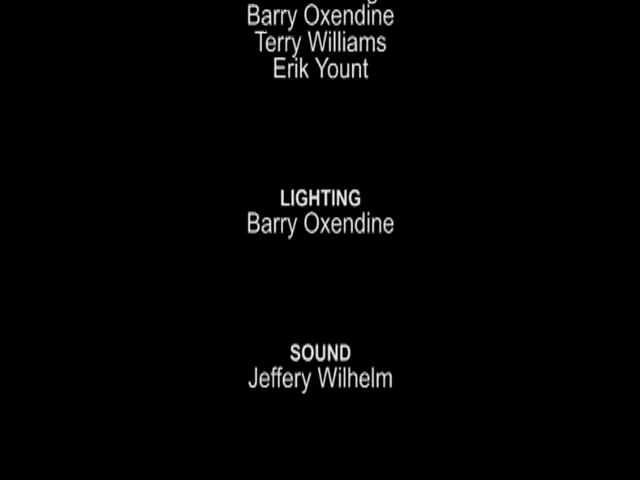 Barry Oxendine
Terry Williams
Erik Yount
LIGHTING
Barry Oxendine
SOUND
Jeffery Wilhelm